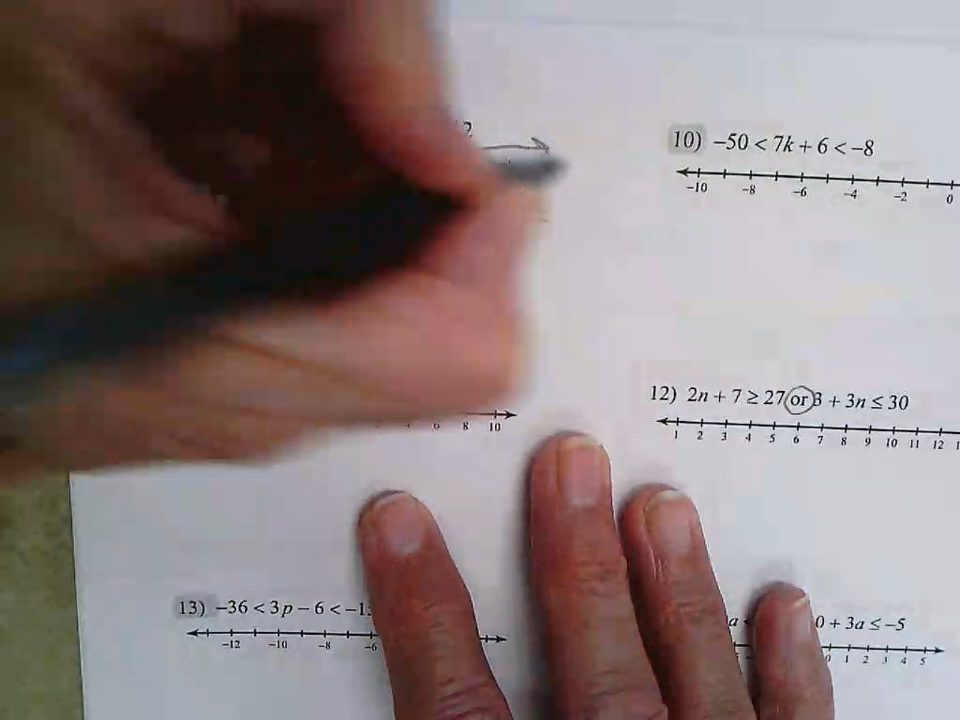 2
10) −50 < 7k + 6 < −8
−10 −8 −6 −4 −2 0
12) 2n + 7 ≥ 27 or 3 + 3n ≤ 30
6 8 10
1 2 3 4 5 6 7 8 9 10 11 12
13) −36 < 3p − 6 < −1
a 0 + 3a ≤ −5
−12 −10 −8 −6
0 1 2 3 4 5